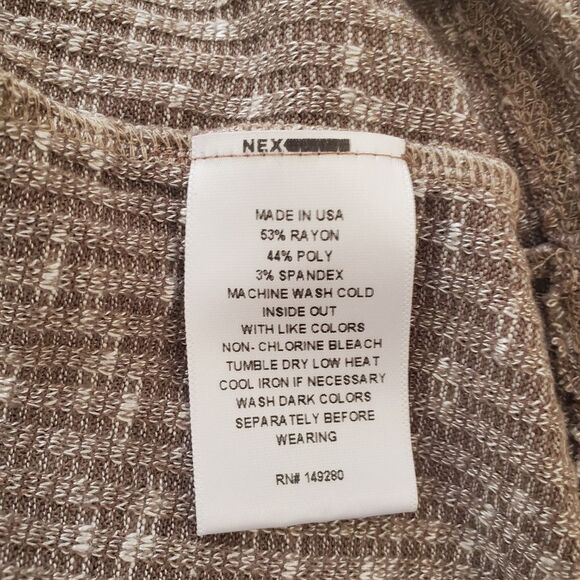 NEX
MADE IN USA
53% RAYON
44% POLY
3% SPANDEX
MACHINE WASH COLD
INSIDE OUT
WITH LIKE COLORS
NON- CHLORINE BLEACH
TUMBLE DRY LOW HEAT
COOL IRON IF NECESSARY
WASH DARK COLORS
SEPARATELY BEFORE
WEARING
RN# 149280